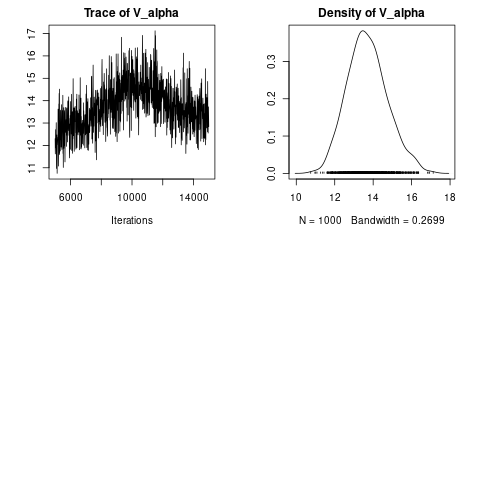 Trace of V_alpha
17
16
15
14
13
12
11
6000 10000 14000
Iterations
Density of V_alpha
0.3
0.2
0.1
0.0
10 12 14 16 18
N = 1000 Bandwidth = 0.2699